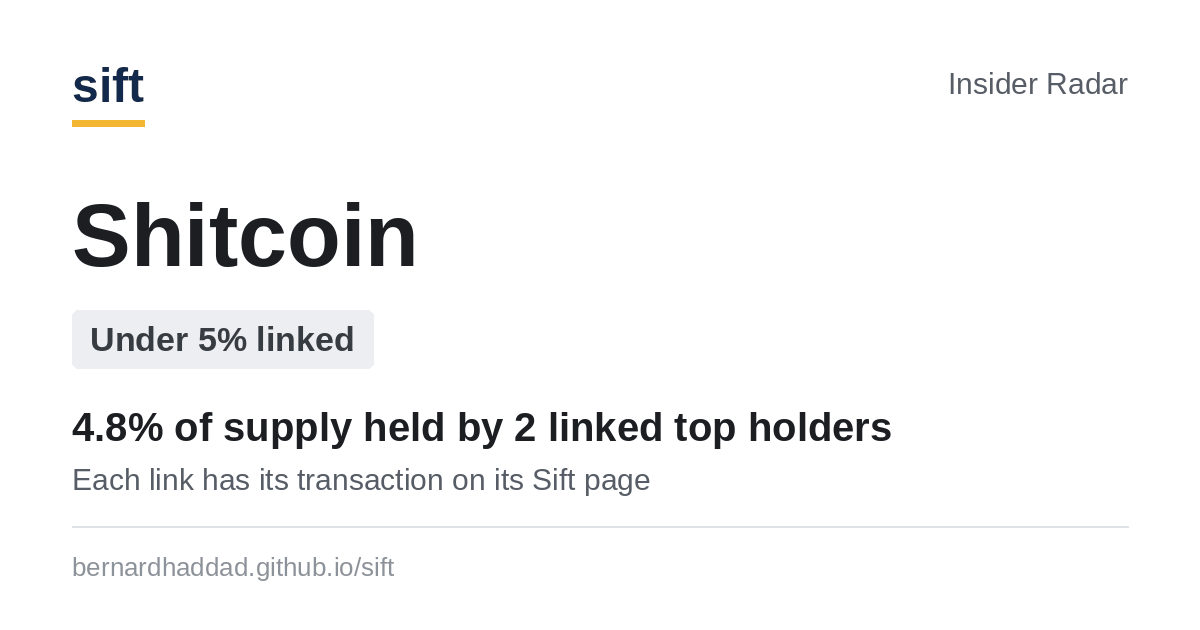 sift
Insider Radar
Shitcoin
Under 5% linked
4.8% of supply held by 2 linked top holders
Each link has its transaction on its Sift page
bernardhaddad.github.io/sift